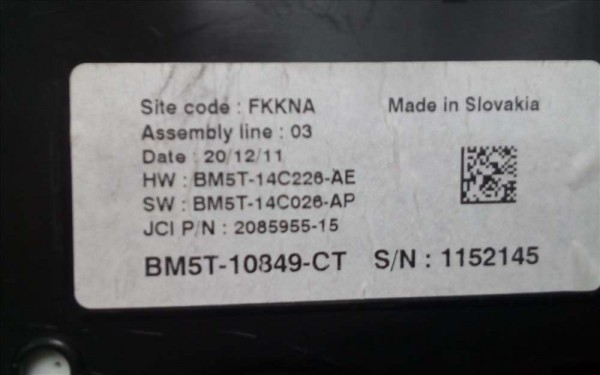 Site code : FKKNA Made in Slovakia
Assembly line : 03
Date : 20/12/11
HW : BM5T-14C226-AE
SW : BM5T-14C026-AP
JCI P/N : 2085955-15
BM5T-10849-CT S/N : 1152145